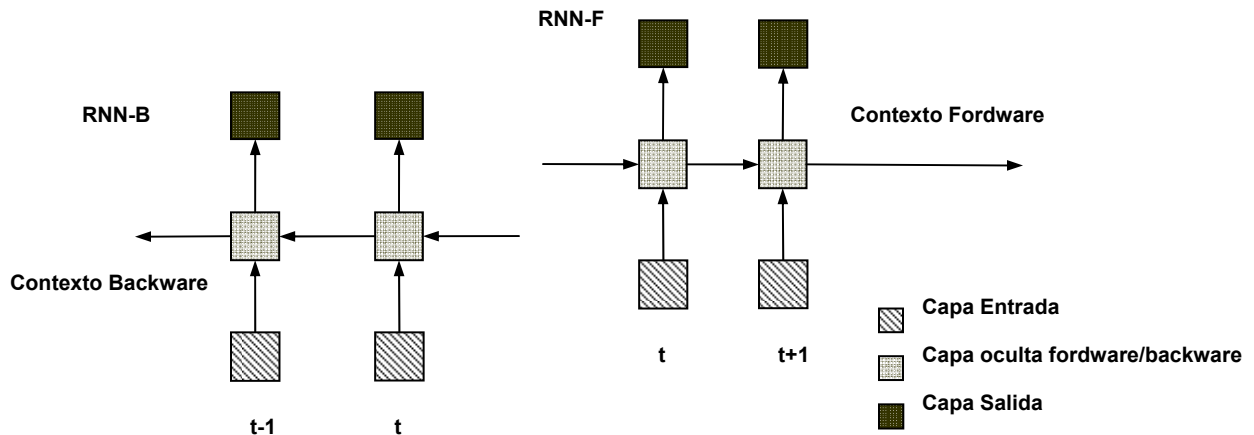 RNN-F
RNN-B
Contexto Fordware
Contexto Backware
Capa Entrada
t
t+1
Capa oculta fordware/backware
Capa Salida
t-1
t